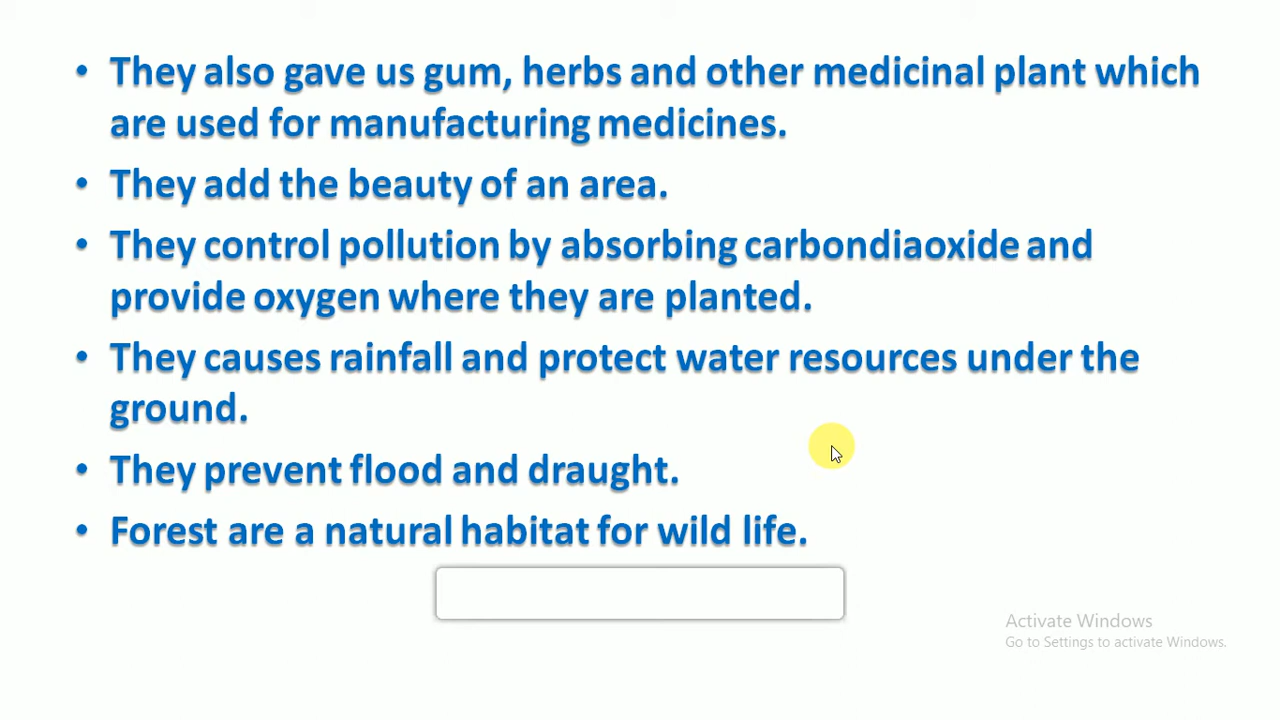 • They also gave us gum, herbs and other medicinal plant which
are used for manufacturing medicines.
• They add the beauty of an area.
• They control pollution by absorbing carbondiaoxide and
provide oxygen where they are planted.
• They causes rainfall and protect water resources under the
ground.
• They prevent flood and draught.
• Forest are a natural habitat for wild life.
Activate Windows
Go to Settings to activate Windows.